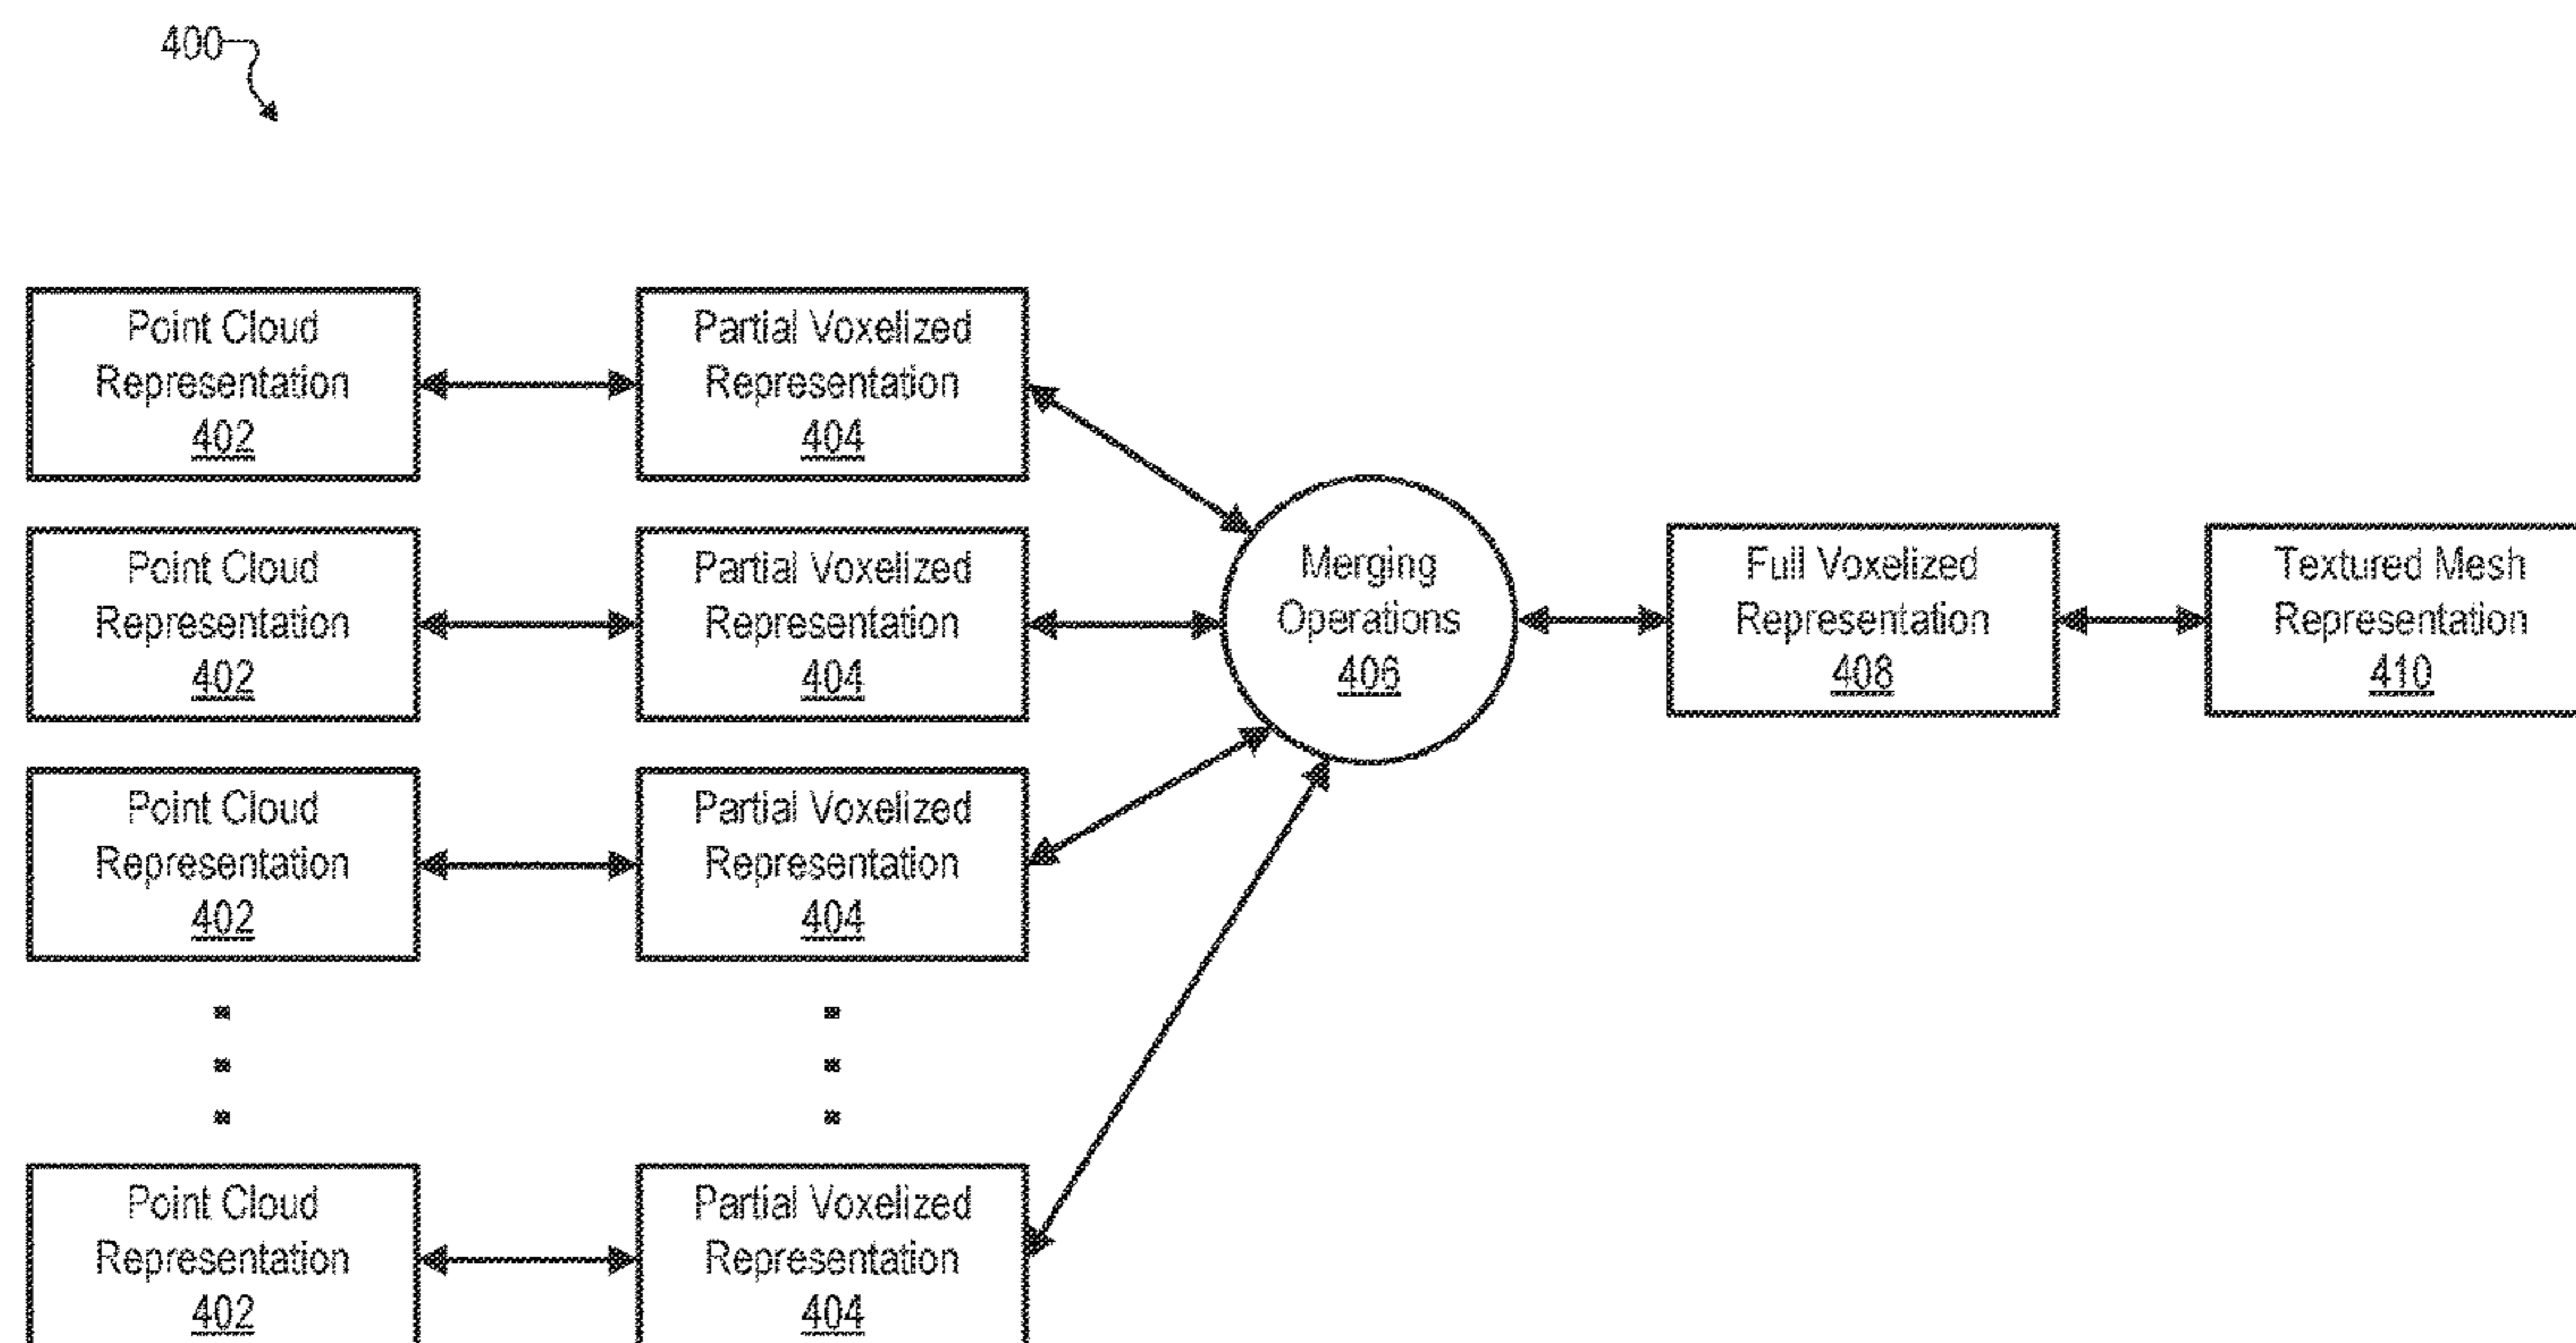 400
Point Cloud
Representation
402
Partial Voxelized
Representation
404
Point Cloud
Representation
402
Partial Voxelized
Representation
404
Merging
Operations
406
Full Voxelized
Representation
408
Textured Mesh
Representation
410
Point Cloud
Representation
402
Partial Voxelized
Representation
404
Point Cloud
Representation
402
Partial Voxelized
Representation
404